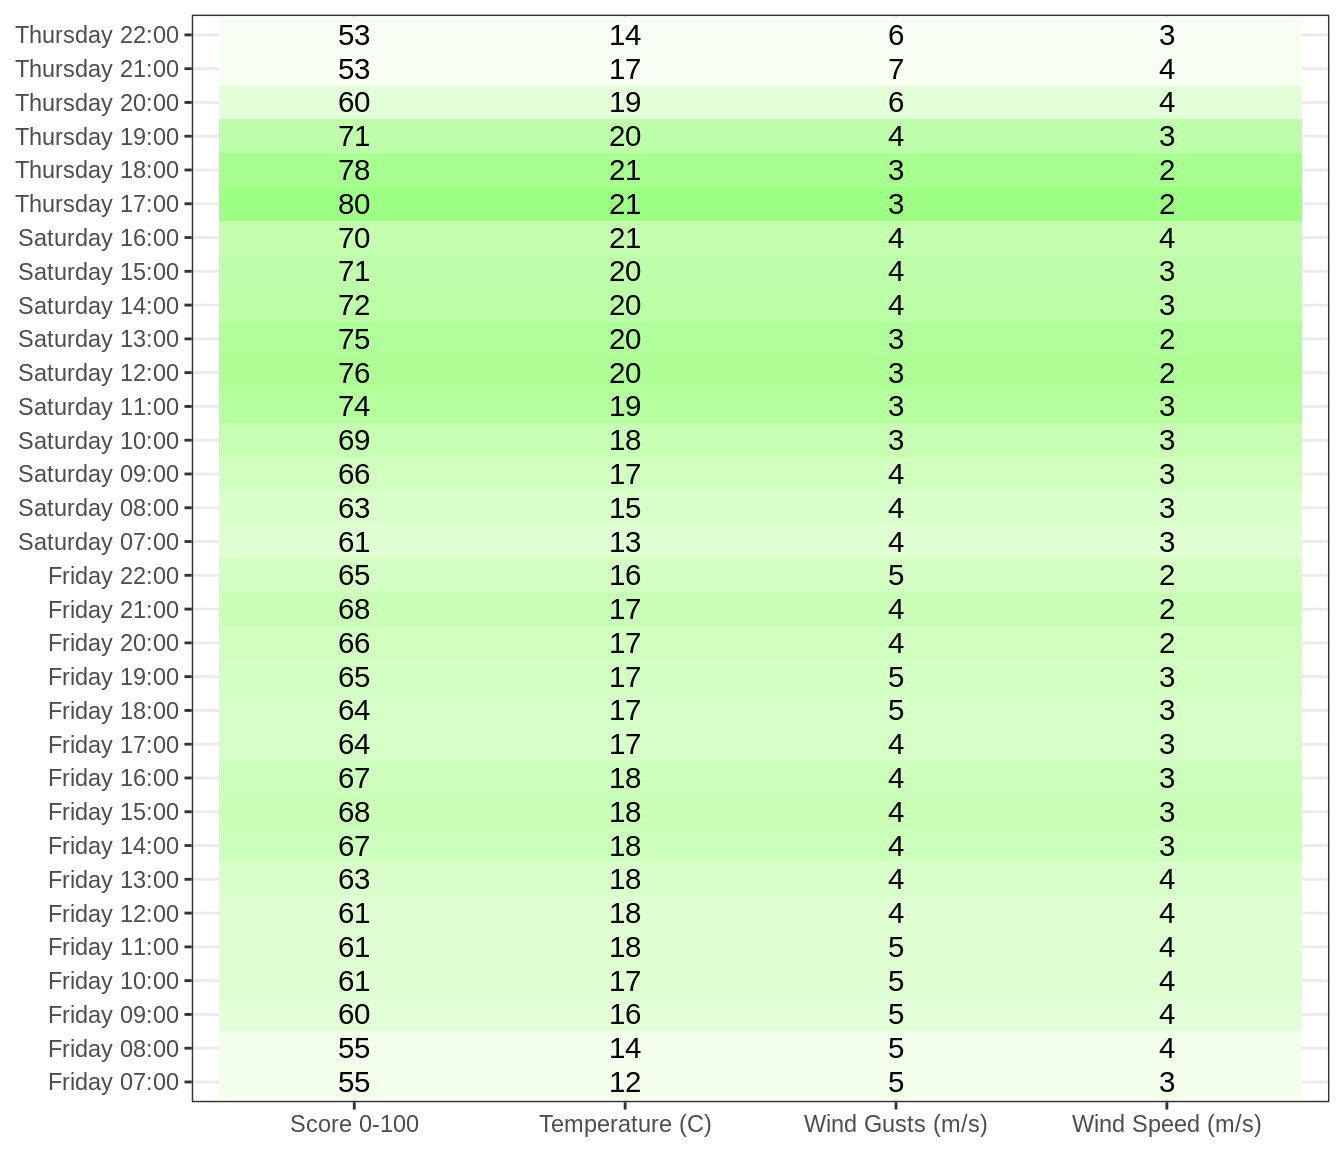 Thursday 22:00 53 14 6 3
Thursday 21:00 53 17 7 4
Thursday 20:00 60 19 6 4
Thursday 19:00 71 20 4 3
Thursday 18:00 78 21 3 2
Thursday 17:00 80 21 3 2
Saturday 16:00 70 21 4 4
Saturday 15:00 71 20 4 3
Saturday 14:00 72 20 4 3
Saturday 13:00 75 20 3 2
Saturday 12:00 76 20 3 2
Saturday 11:00 74 19 3 3
Saturday 10:00 69 18 3 3
Saturday 09:00 66 17 4 3
Saturday 08:00 63 15 4 3
Saturday 07:00 61 13 4 3
Friday 22:00 65 16 5 2
Friday 21:00 68 17 4 2
Friday 20:00 66 17 4 2
Friday 19:00 65 17 5 3
Friday 18:00 64 17 5 3
Friday 17:00 64 17 4 3
Friday 16:00 67 18 4 3
Friday 15:00 68 18 4 3
Friday 14:00 67 18 4 3
Friday 13:00 63 18 4 4
Friday 12:00 61 18 4 4
Friday 11:00 61 18 5 4
Friday 10:00 61 17 5 4
Friday 09:00 60 16 5 4
Friday 08:00 55 14 5 4
Friday 07:00 55 12 5 3
Score 0-100 Temperature (C) Wind Gusts (m/s) Wind Speed (m/s)